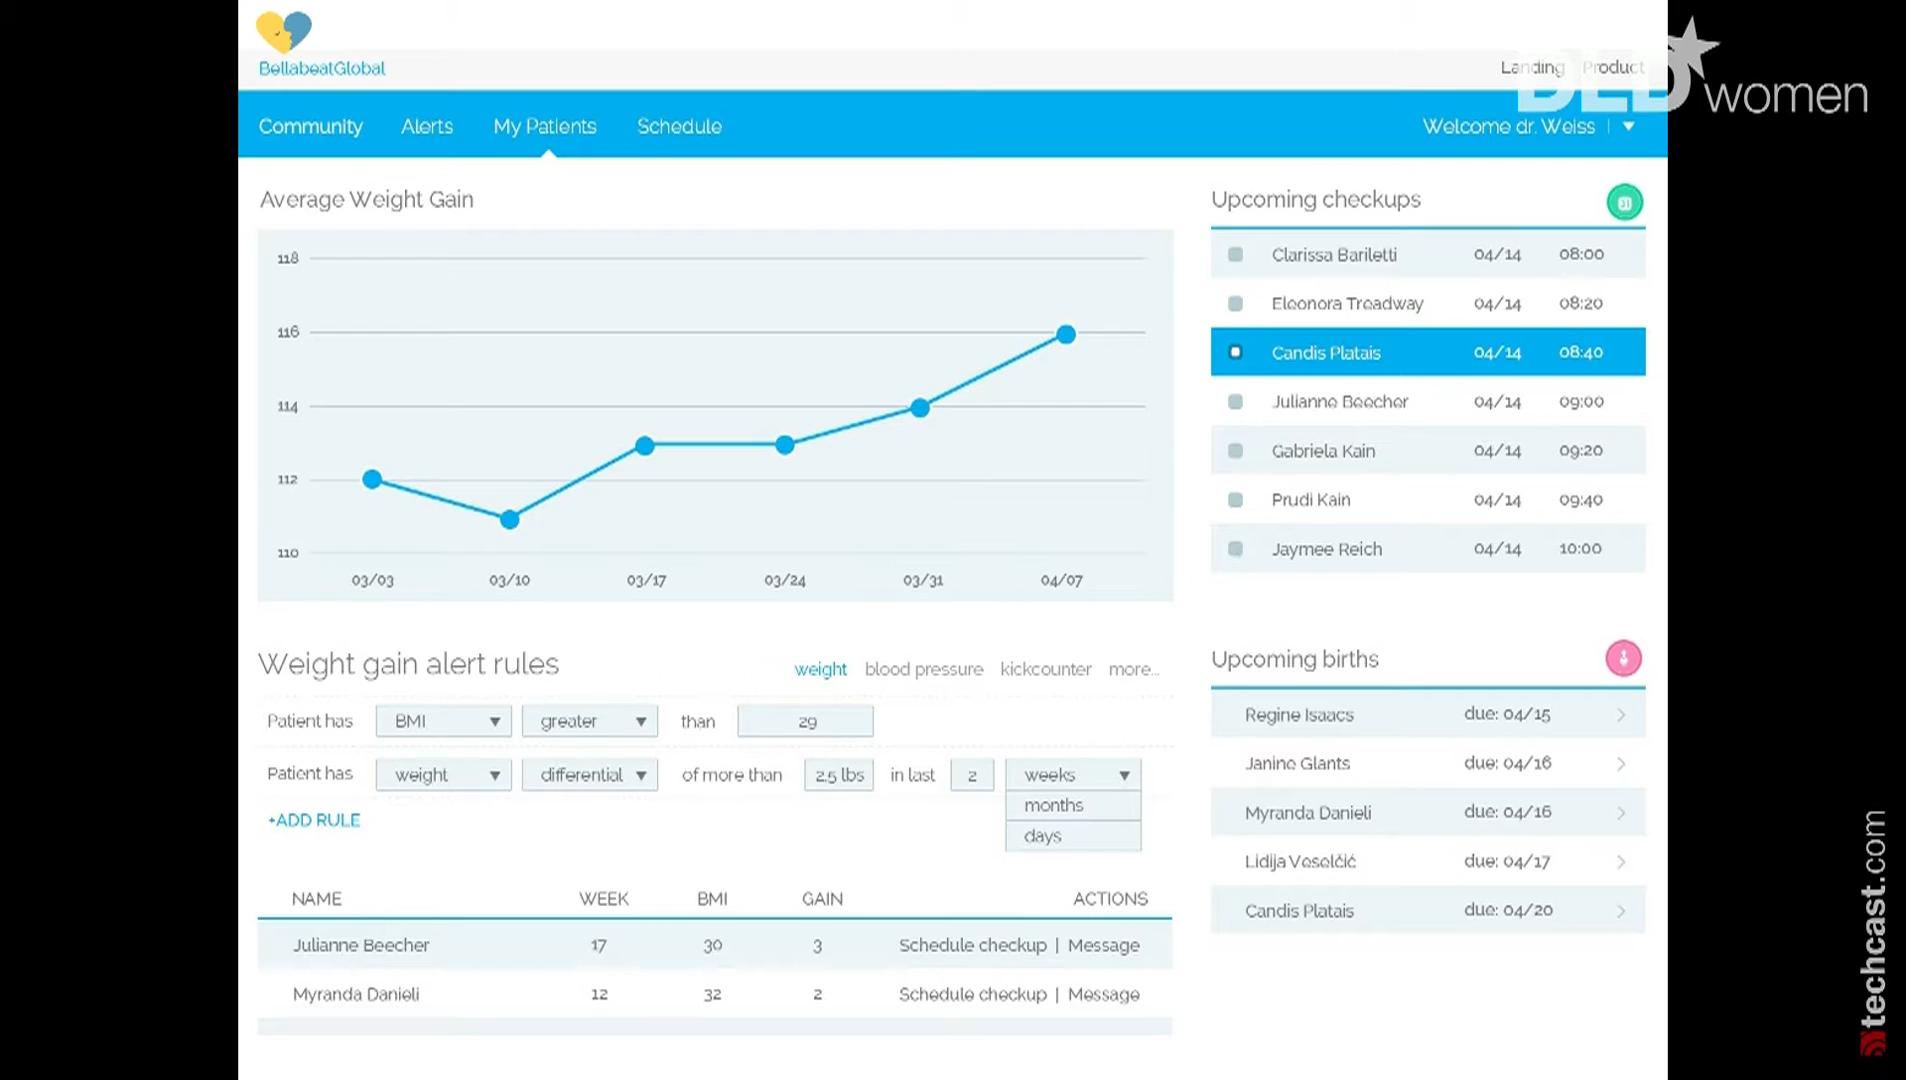 BellabeatGlobal
Landing Product
DLD women
Community Alerts My Patients Schedule Welcome dr. Weiss
Average Weight Gain
118
116
114
112
110
03/03 03/10 03/17 03/24 03/31 04/07
Upcoming checkups
31
Clarissa Bariletti 04/14 08:00
Eleonora Treadway 04/14 08:20
Candis Platais 04/14 08:40
Julianne Beecher 04/14 09:00
Gabriela Kain 04/14 09:20
Prudi Kain 04/14 09:40
Jaymee Reich 04/14 10:00
Weight gain alert rules weight blood pressure kickcounter more...
Patient has BMI greater than 29
Patient has weight differential of more than 2.5 lbs in last 2 weeks
months
days
+ADD RULE
NAME WEEK BMI GAIN ACTIONS
Julianne Beecher 17 30 3 Schedule checkup | Message
Myranda Danieli 12 32 2 Schedule checkup | Message
Upcoming births
Regine Isaacs due: 04/15
Janine Glants due: 04/16
Myranda Danieli due: 04/16
Lidija Veselčić due: 04/17
Candis Platais due: 04/20
techcast.com